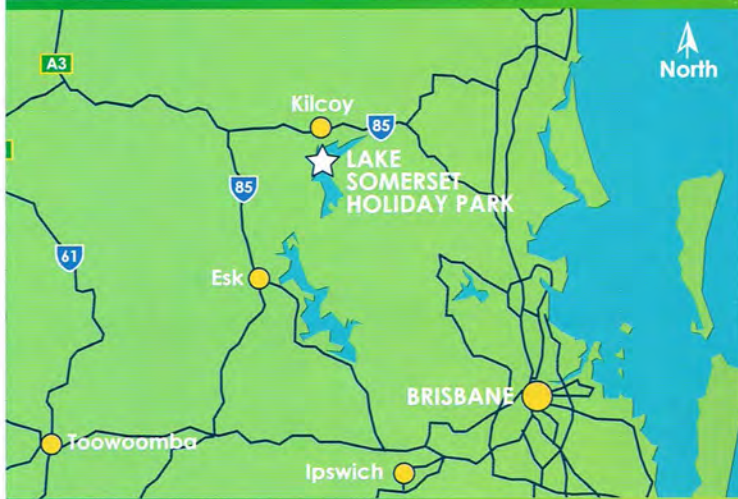 A3
North
Kilcoy
85
LAKE
SOMERSET
HOLIDAY PARK
85
61
Esk
BRISBANE
Toowoomba
Ipswich